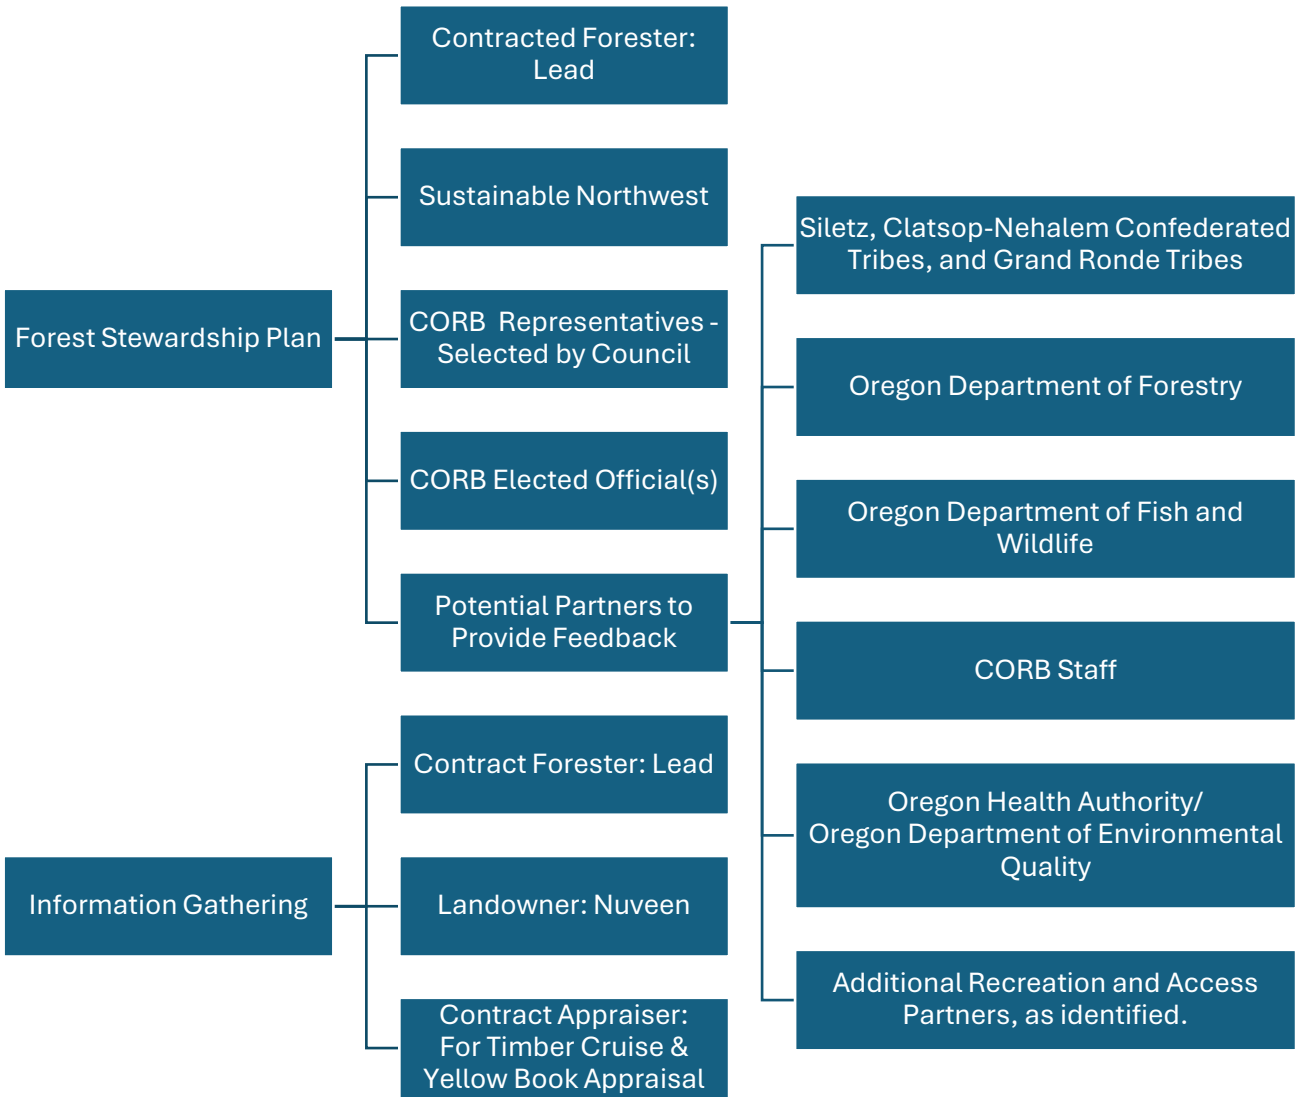 Forest Stewardship Plan
Contracted Forester:
Lead
Sustainable Northwest
CORB  Representatives -
Selected by Council
CORB Elected Official(s)
Potential Partners to
Provide Feedback
Siletz, Clatsop-Nehalem Confederated
Tribes, and Grand Ronde Tribes
Oregon Department of Forestry
Oregon Department of Fish and
Wildlife
CORB Staff
Oregon Health Authority/
Oregon Department of Environmental
Quality
Additional Recreation and Access
Partners, as identified.
Information Gathering
Contract Forester: Lead
Landowner: Nuveen
Contract Appraiser:
For Timber Cruise &
Yellow Book Appraisal